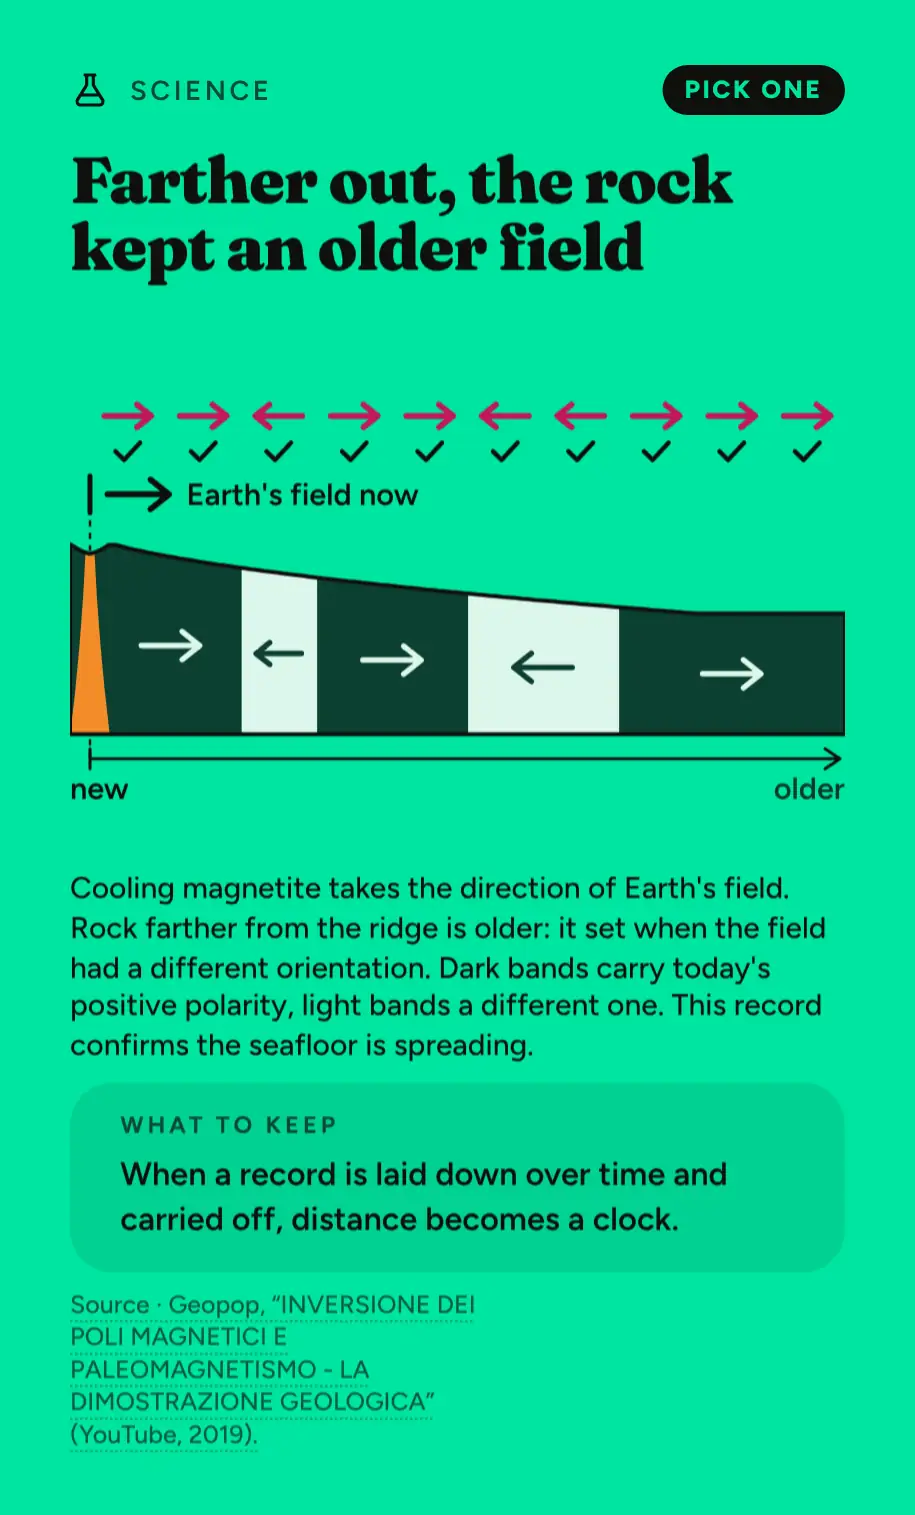 SCIENCE
PICK ONE
Farther out, the rock
kept an older field
Earth's field now
new
older
Cooling magnetite takes the direction of Earth's field.
Rock farther from the ridge is older: it set when the field
had a different orientation. Dark bands carry today's
positive polarity, light bands a different one. This record
confirms the seafloor is spreading.
WHAT TO KEEP
When a record is laid down over time and
carried off, distance becomes a clock.
Source · Geopop, “INVERSIONE DEI
POLI MAGNETICI E
PALEOMAGNETISMO - LA
DIMOSTRAZIONE GEOLOGICA”
(YouTube, 2019).